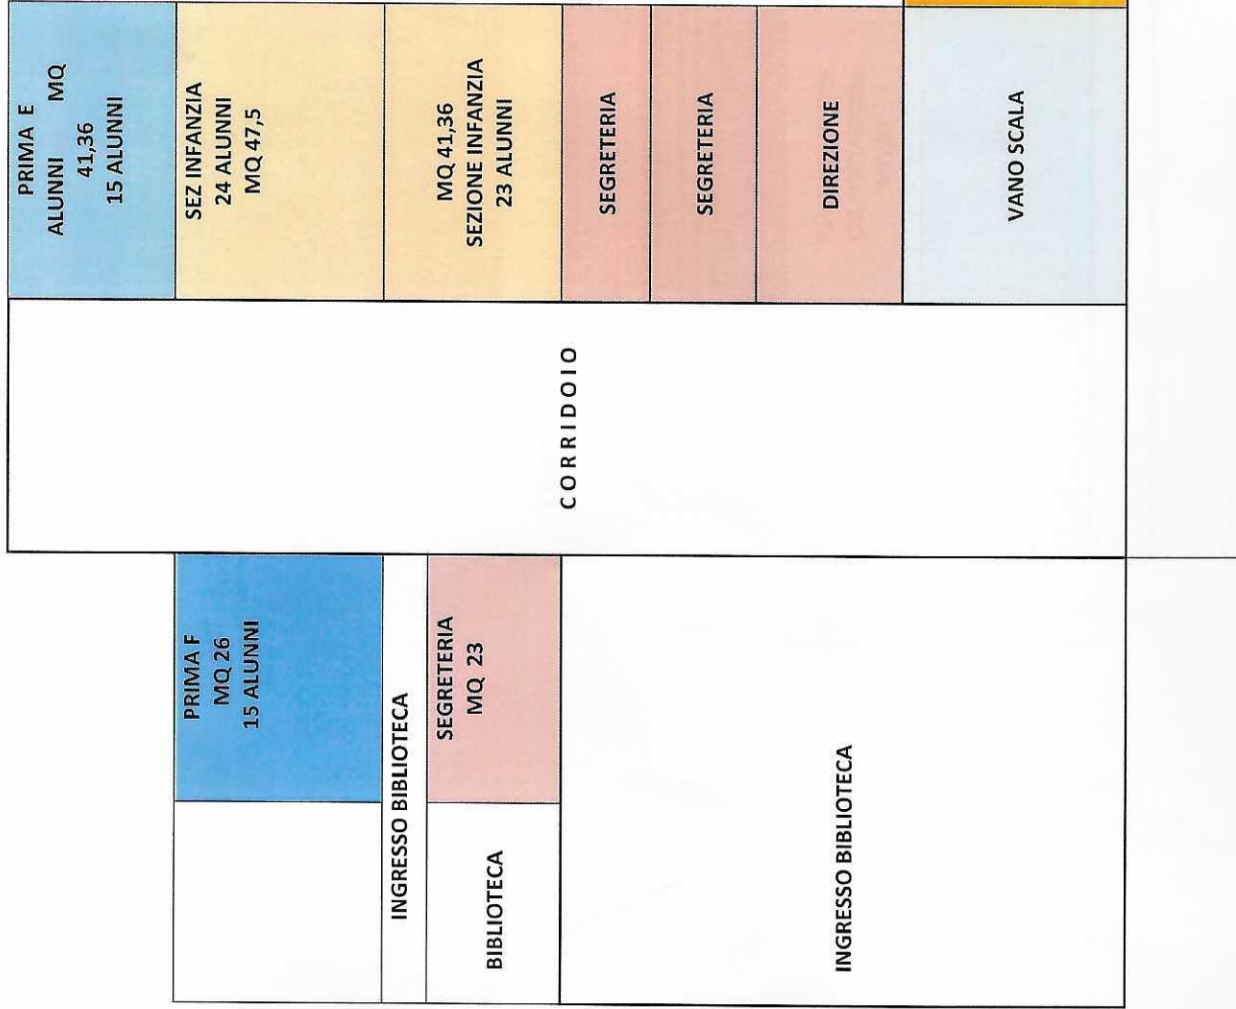 PRIMA E
ALUNNI MQ
41,36
15 ALUNNI
SEZ INFANZIA
24 ALUNNI
MQ 47,5
MQ 41,36
SEZIONE INFANZIA
23 ALUNNI
SEGRETERIA
SEGRETERIA
DIREZIONE
VANO SCALA
CORRIDOIO
PRIMA F
MQ 26
15 ALUNNI
INGRESSO BIBLIOTECA
SEGRETERIA
MQ 23
BIBLIOTECA
INGRESSO BIBLIOTECA